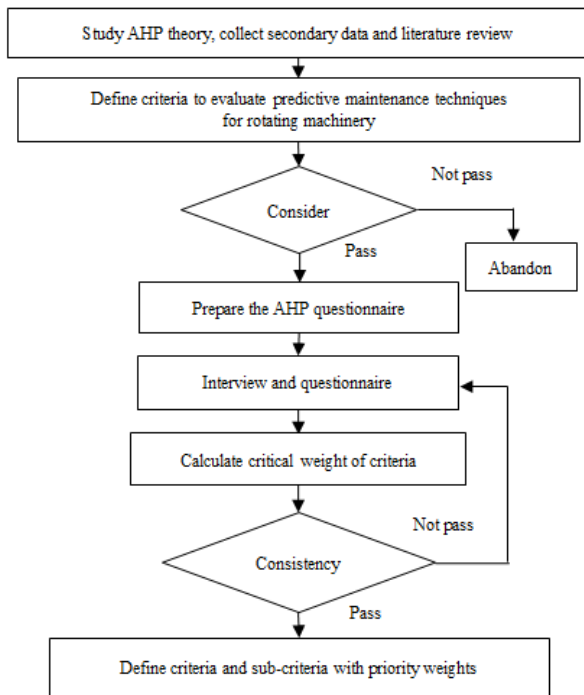 Study AHP theory, collect secondary data and literature review
Define criteria to evaluate predictive maintenance techniques
for rotating machinery
Not pass
Consider
Pass
Abandon
Prepare the AHP questionnaire
Interview and questionnaire
Calculate critical weight of criteria
Not pass
Consistency
Pass
Define criteria and sub-criteria with priority weights